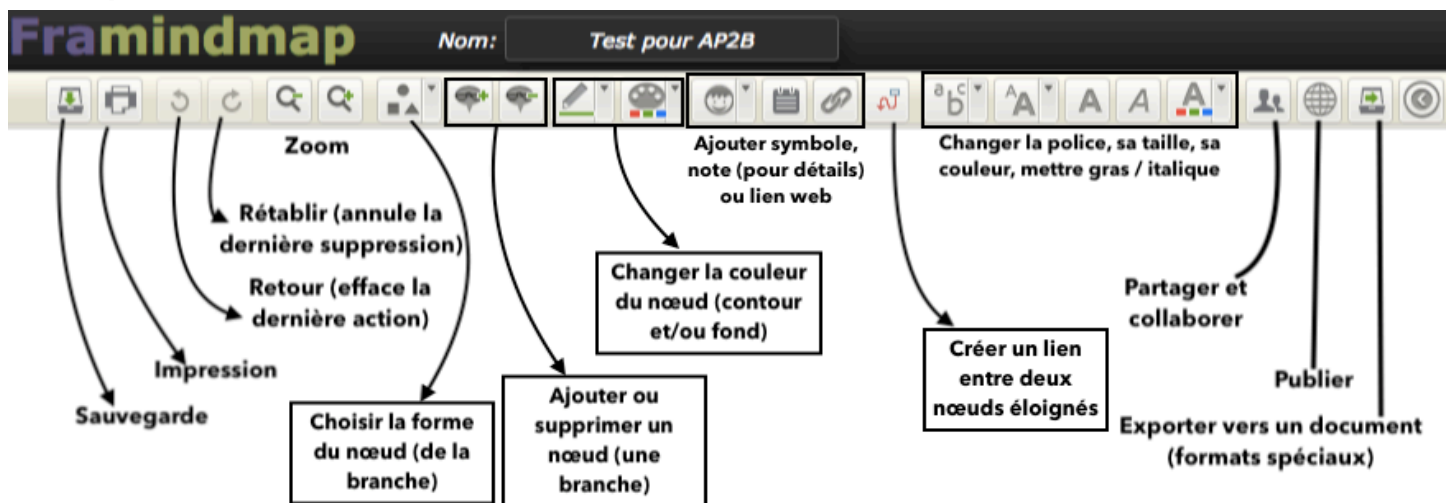 Framindmap
Nom:
Test pour AP2B
Zoom
Ajouter symbole,
note (pour détails)
ou lien web
Changer la police, sa taille, sa
couleur, mettre gras / italique
Rétablir (annule la
dernière suppression)
Retour (efface la
dernière action)
Impression
Sauvegarde
Choisir la forme
du nœud (de la
branche)
Ajouter ou
supprimer un
nœud (une
branche)
Changer la couleur
du nœud (contour
et/ou fond)
Créer un lien
entre deux
nœuds éloignés
Partager et
collaborer
Publier
Exporter vers un document
(formats spéciaux)